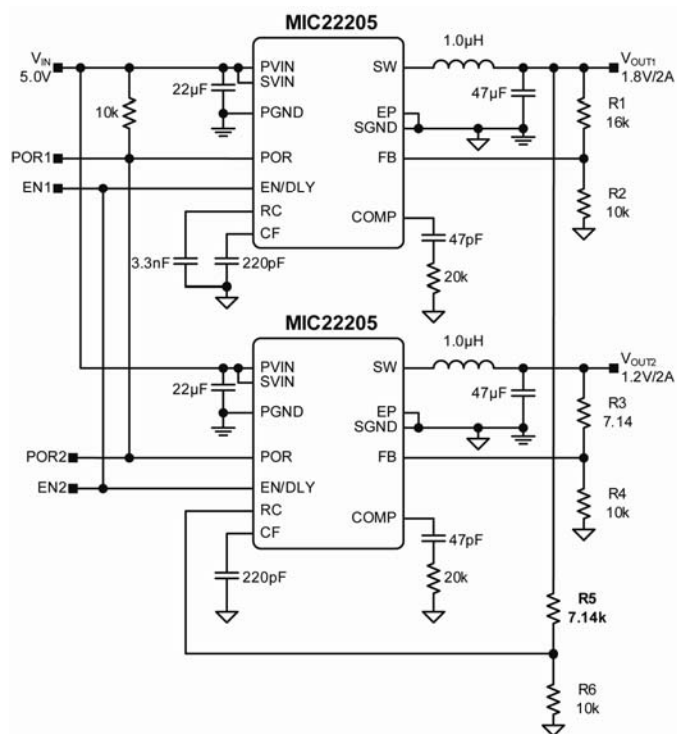 MIC22205
V_IN
5.0V
PVIN
SVIN
22µF
PGND
10k
POR1
POR
EN1
EN/DLY
RC
CF
3.3nF
220pF
SW
1.0µH
V_OUT1
1.8V/2A
47µF
EP
SGND
R1
16k
FB
R2
10k
COMP
47pF
20k
MIC22205
PVIN
SVIN
22µF
PGND
POR2
POR
EN2
EN/DLY
RC
CF
220pF
SW
1.0µH
V_OUT2
1.2V/2A
47µF
EP
SGND
R3
7.14
FB
R4
10k
COMP
47pF
20k
R5
7.14k
R6
10k